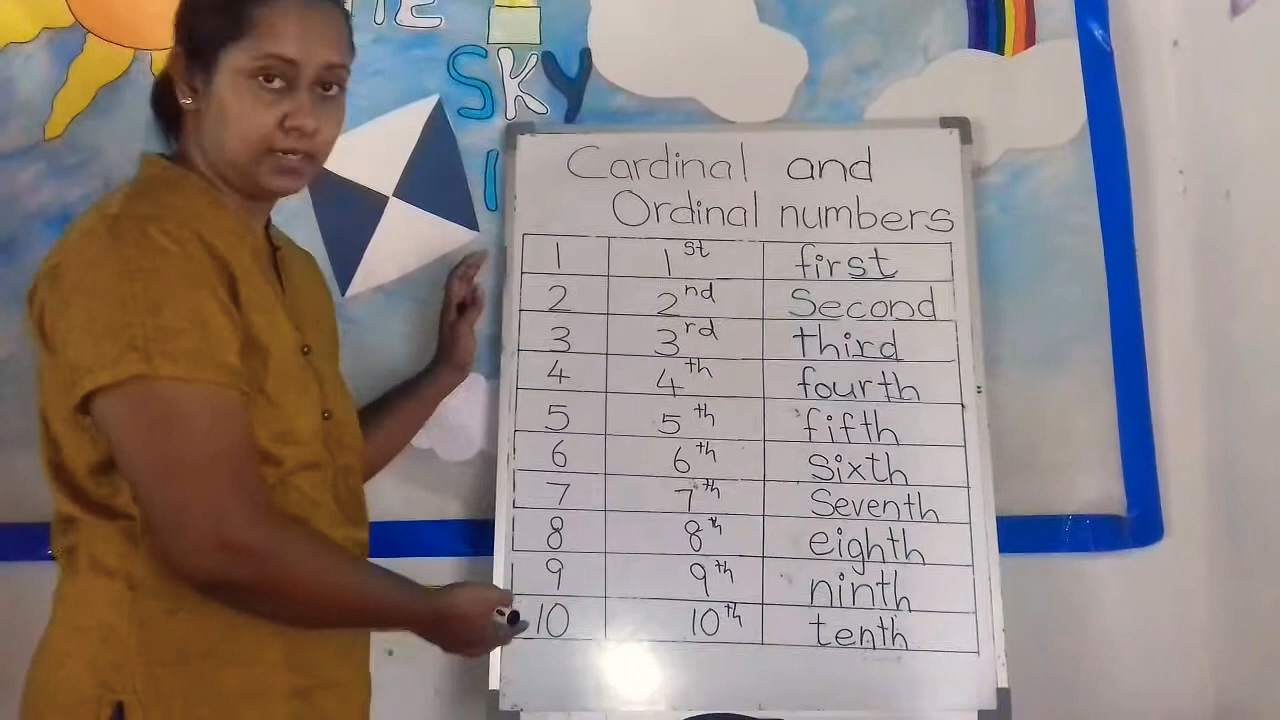 SKY
Cardinal and
Ordinal numbers
1 1st first
2 2nd Second
3 3rd third
4 4th fourth
5 5th fifth
6 6th sixth
7 7th Seventh
8 8th eighth
9 9th ninth
10 10th tenth